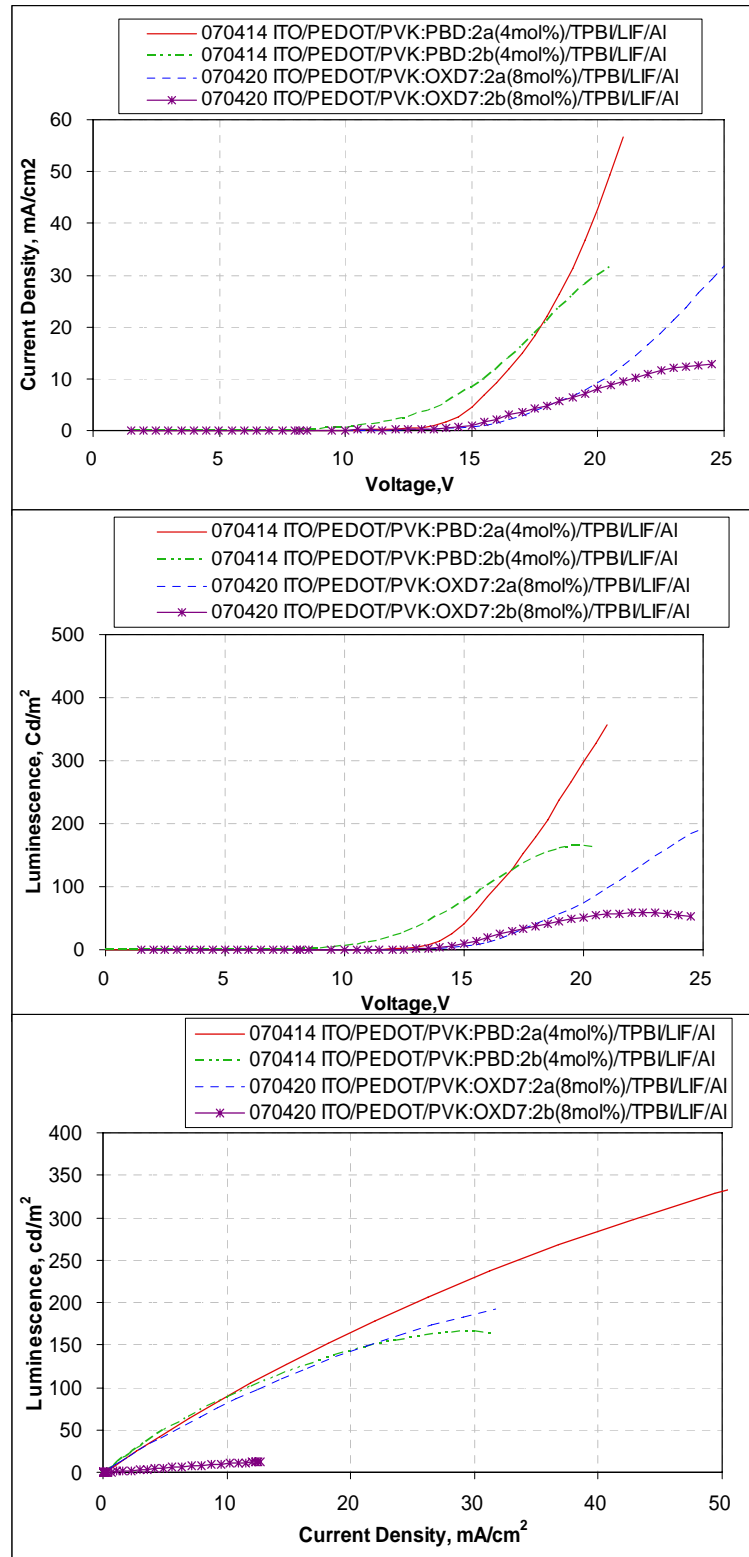 070414 ITO/PEDOT/PVK:PBD:2a(4mol%)/TPBI/LIF/Al
070414 ITO/PEDOT/PVK:PBD:2b(4mol%)/TPBI/LIF/Al
070420 ITO/PEDOT/PVK:OXD7:2a(8mol%)/TPBI/LIF/Al
070420 ITO/PEDOT/PVK:OXD7:2b(8mol%)/TPBI/LIF/Al
60
50
40
30
20
10
0
Current Density, mA/cm2
0 5 10 15 20 25
Voltage,V
070414 ITO/PEDOT/PVK:PBD:2a(4mol%)/TPBI/LIF/Al
070414 ITO/PEDOT/PVK:PBD:2b(4mol%)/TPBI/LIF/Al
070420 ITO/PEDOT/PVK:OXD7:2a(8mol%)/TPBI/LIF/Al
070420 ITO/PEDOT/PVK:OXD7:2b(8mol%)/TPBI/LIF/Al
500
400
300
200
100
0
Luminescence, Cd/m²
0 5 10 15 20 25
Voltage,V
070414 ITO/PEDOT/PVK:PBD:2a(4mol%)/TPBI/LIF/Al
070414 ITO/PEDOT/PVK:PBD:2b(4mol%)/TPBI/LIF/Al
070420 ITO/PEDOT/PVK:OXD7:2a(8mol%)/TPBI/LIF/Al
070420 ITO/PEDOT/PVK:OXD7:2b(8mol%)/TPBI/LIF/Al
400
350
300
250
200
150
100
50
0
Luminescence, cd/m²
0 10 20 30 40 50
Current Density, mA/cm²